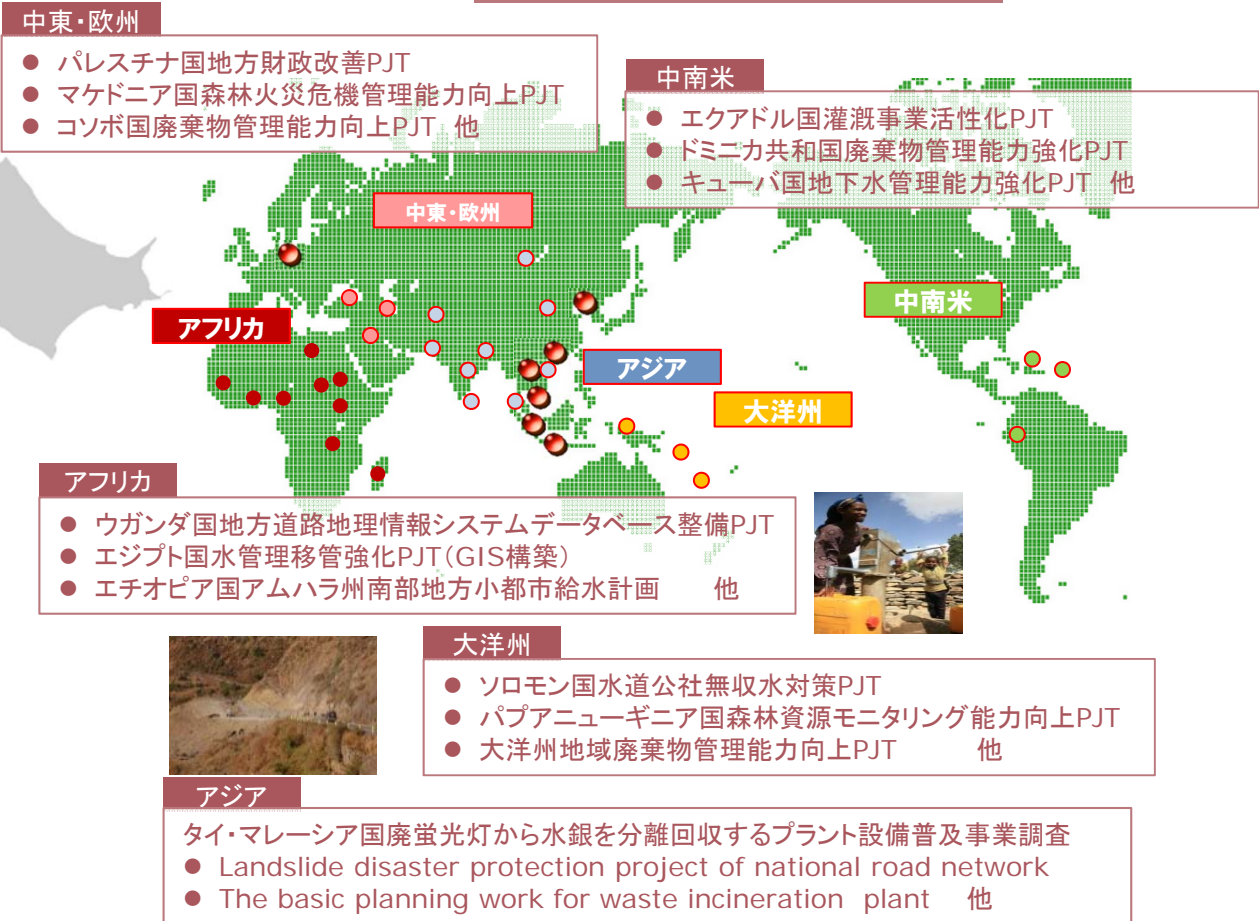 中東・欧州
● パレスチナ国地方財政改善PJT
● マケドニア国森林火災危機管理能力向上PJT
● コソボ国廃棄物管理能力向上PJT 他
中南米
● エクアドル国灌漑事業活性化PJT
● ドミニカ共和国廃棄物管理能力強化PJT
● キューバ国地下水管理能力強化PJT 他
中東・欧州
中南米
アフリカ
アジア
大洋州
アフリカ
● ウガンダ国地方道路地理情報システムデータベース整備PJT
● エジプト国水管理移管強化PJT(GIS構築)
● エチオピア国アムハラ州南部地方小都市給水計画 他
大洋州
● ソロモン国水道公社無収水対策PJT
● パプアニューギニア国森林資源モニタリング能力向上PJT
● 大洋州地域廃棄物管理能力向上PJT 他
アジア
タイ・マレーシア国廃蛍光灯から水銀を分離回収するプラント設備普及事業調査
● Landslide disaster protection project of national road network
● The basic planning work for waste incineration plant 他